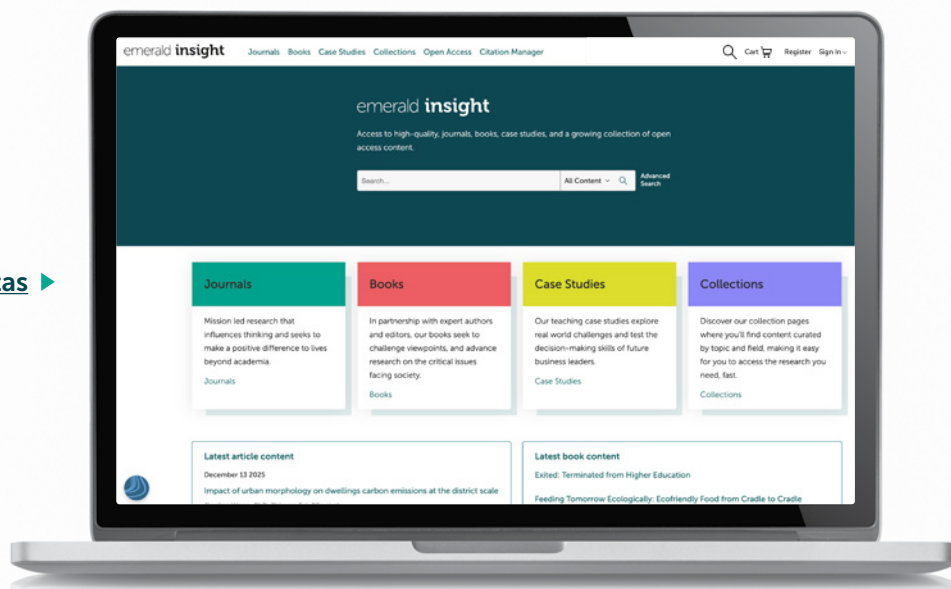 emerald insight
Journals Books Case Studies Collections Open Access Citation Manager
Cart
Register Sign In
emerald insight
Access to high-quality, journals, books, case studies, and a growing collection of open
access content.
Search...
All Content
Advanced
Search
Journals
Mission led research that
influences thinking and seeks to
make a positive difference to lives
beyond academia.
Journals
Books
In partnership with expert authors
and editors, our books seek to
challenge viewpoints, and advance
research on the critical issues
facing society.
Books
Case Studies
Our teaching case studies explore
real world challenges and test the
decision-making skills of future
business leaders.
Case Studies
Collections
Discover our collection pages
where you'll find content curated
by topic and field, making it easy
for you to access the research you
need, fast.
Collections
Latest article content
December 13 2025
Impact of urban morphology on dwellings carbon emissions at the district scale
Latest book content
Exited: Terminated from Higher Education
Feeding Tomorrow Ecologically: Ecofriendly Food from Cradle to Cradle